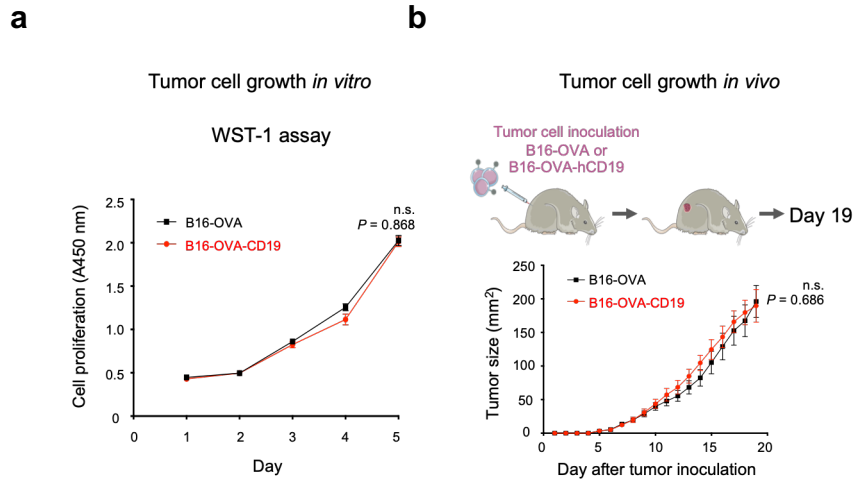 a
Tumor cell growth in vitro
WST-1 assay
2.5
2.0
1.5
1.0
0.5
0
Cell proliferation (A450 nm)
B16-OVA
B16-OVA-CD19
n.s.
P = 0.868
0 1 2 3 4 5
Day
b
Tumor cell growth in vivo
Tumor cell inoculation
B16-OVA or
B16-OVA-hCD19
Day 19
250
200
150
100
50
0
Tumor size (mm²)
B16-OVA
B16-OVA-CD19
n.s.
P = 0.686
0 5 10 15 20
Day after tumor inoculation